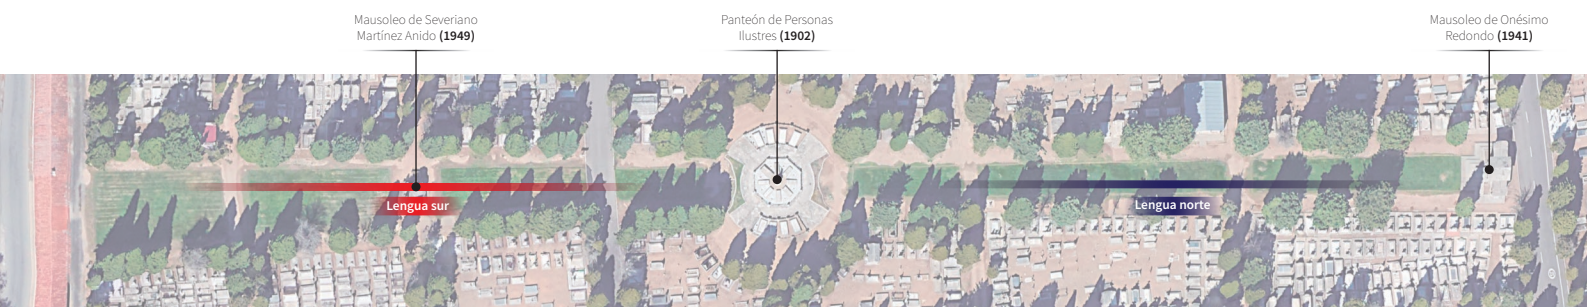 Mausoleo de Severiano
Martínez Anido (1949)
Panteón de Personas
Ilustres (1902)
Mausoleo de Onésimo
Redondo (1941)
Lengua sur
Lengua norte